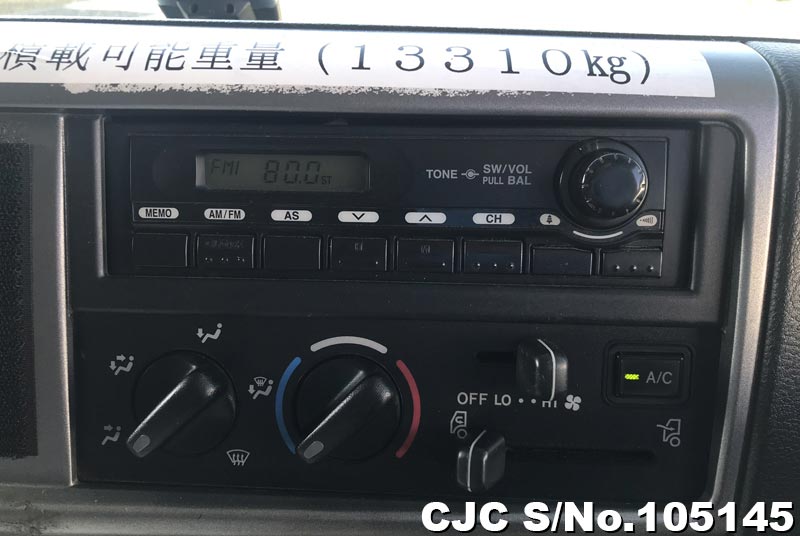 積載可能重量（１３３１０㎏）
FM1 80.0 ST
TONE SW/VOL
PULL BAL
MEMO AM/FM AS CH
A/C
OFF LO • • HI
CJC S/No.105145